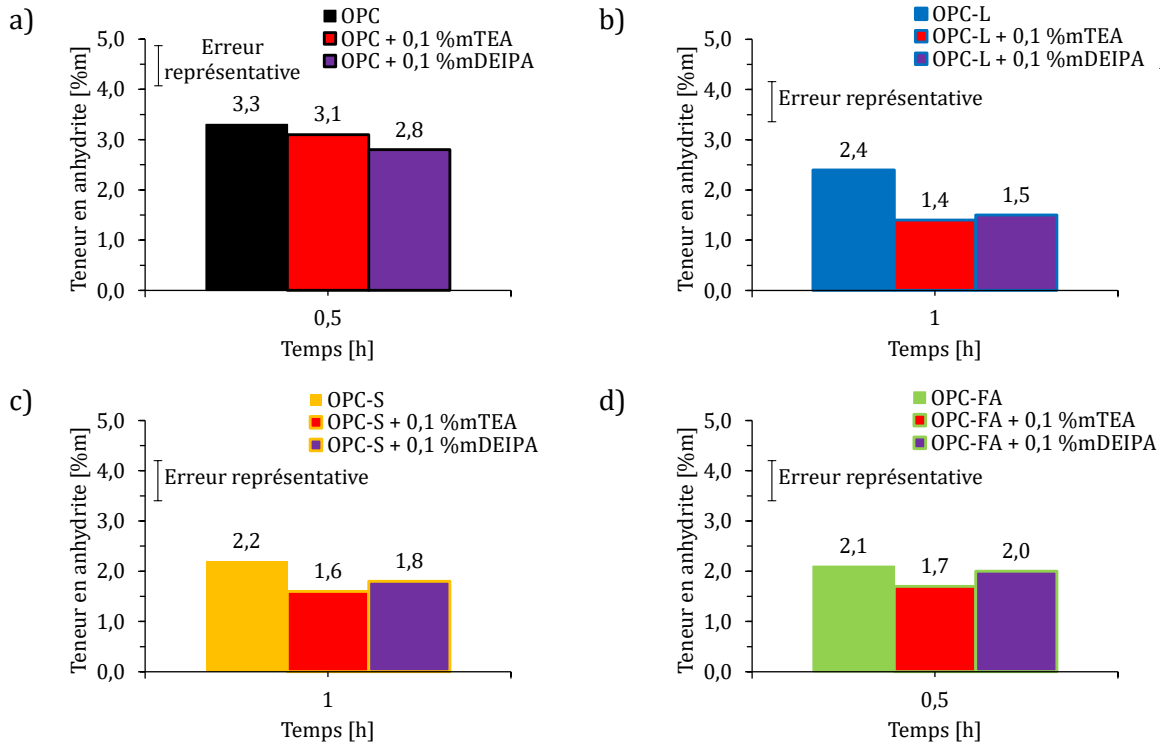 a)
OPC
OPC + 0,1 %mTEA
OPC + 0,1 %mDEIPA
Erreur
représentative
Teneur en anhydrite [%m]
5,0
4,0
3,0
2,0
1,0
0,0
3,3
3,1
2,8
0,5
Temps [h]
b)
OPC-L
OPC-L + 0,1 %mTEA
OPC-L + 0,1 %mDEIPA
Erreur représentative
Teneur en anhydrite [%m]
5,0
4,0
3,0
2,0
1,0
0,0
2,4
1,4
1,5
1
Temps [h]
c)
OPC-S
OPC-S + 0,1 %mTEA
OPC-S + 0,1 %mDEIPA
Erreur représentative
Teneur en anhydrite [%m]
5,0
4,0
3,0
2,0
1,0
0,0
2,2
1,6
1,8
1
Temps [h]
d)
OPC-FA
OPC-FA + 0,1 %mTEA
OPC-FA + 0,1 %mDEIPA
Erreur représentative
Teneur en anhydrite [%m]
5,0
4,0
3,0
2,0
1,0
0,0
2,1
1,7
2,0
0,5
Temps [h]